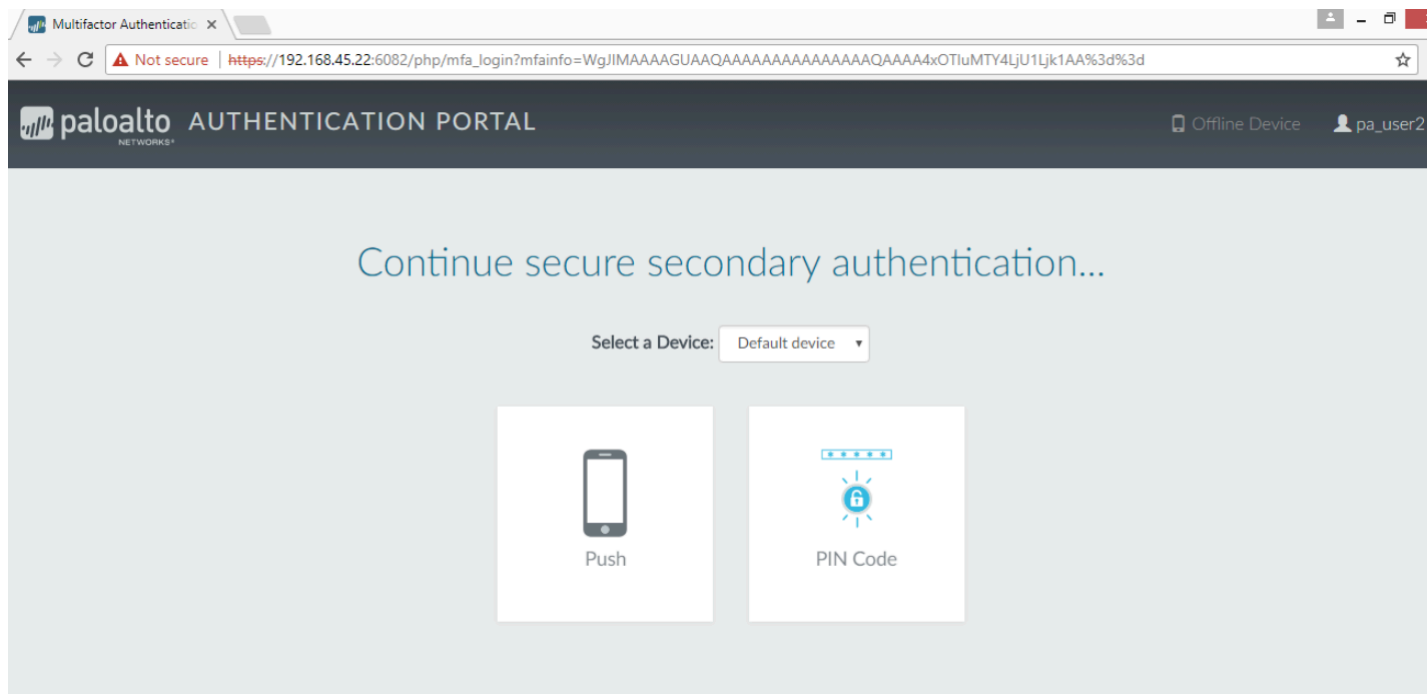 Multifactor Authenticatio
Not secure https://192.168.45.22:6082/php/mfa_login?mfainfo=WgJIMAAAAGUAAQAAAAAAAAAAAAAAAQAAAA4xOTIuMTY4LjU1Ljk1AA%3d%3d
paloalto NETWORKS AUTHENTICATION PORTAL Offline Device pa_user2
Continue secure secondary authentication...
Select a Device: Default device
Push PIN Code